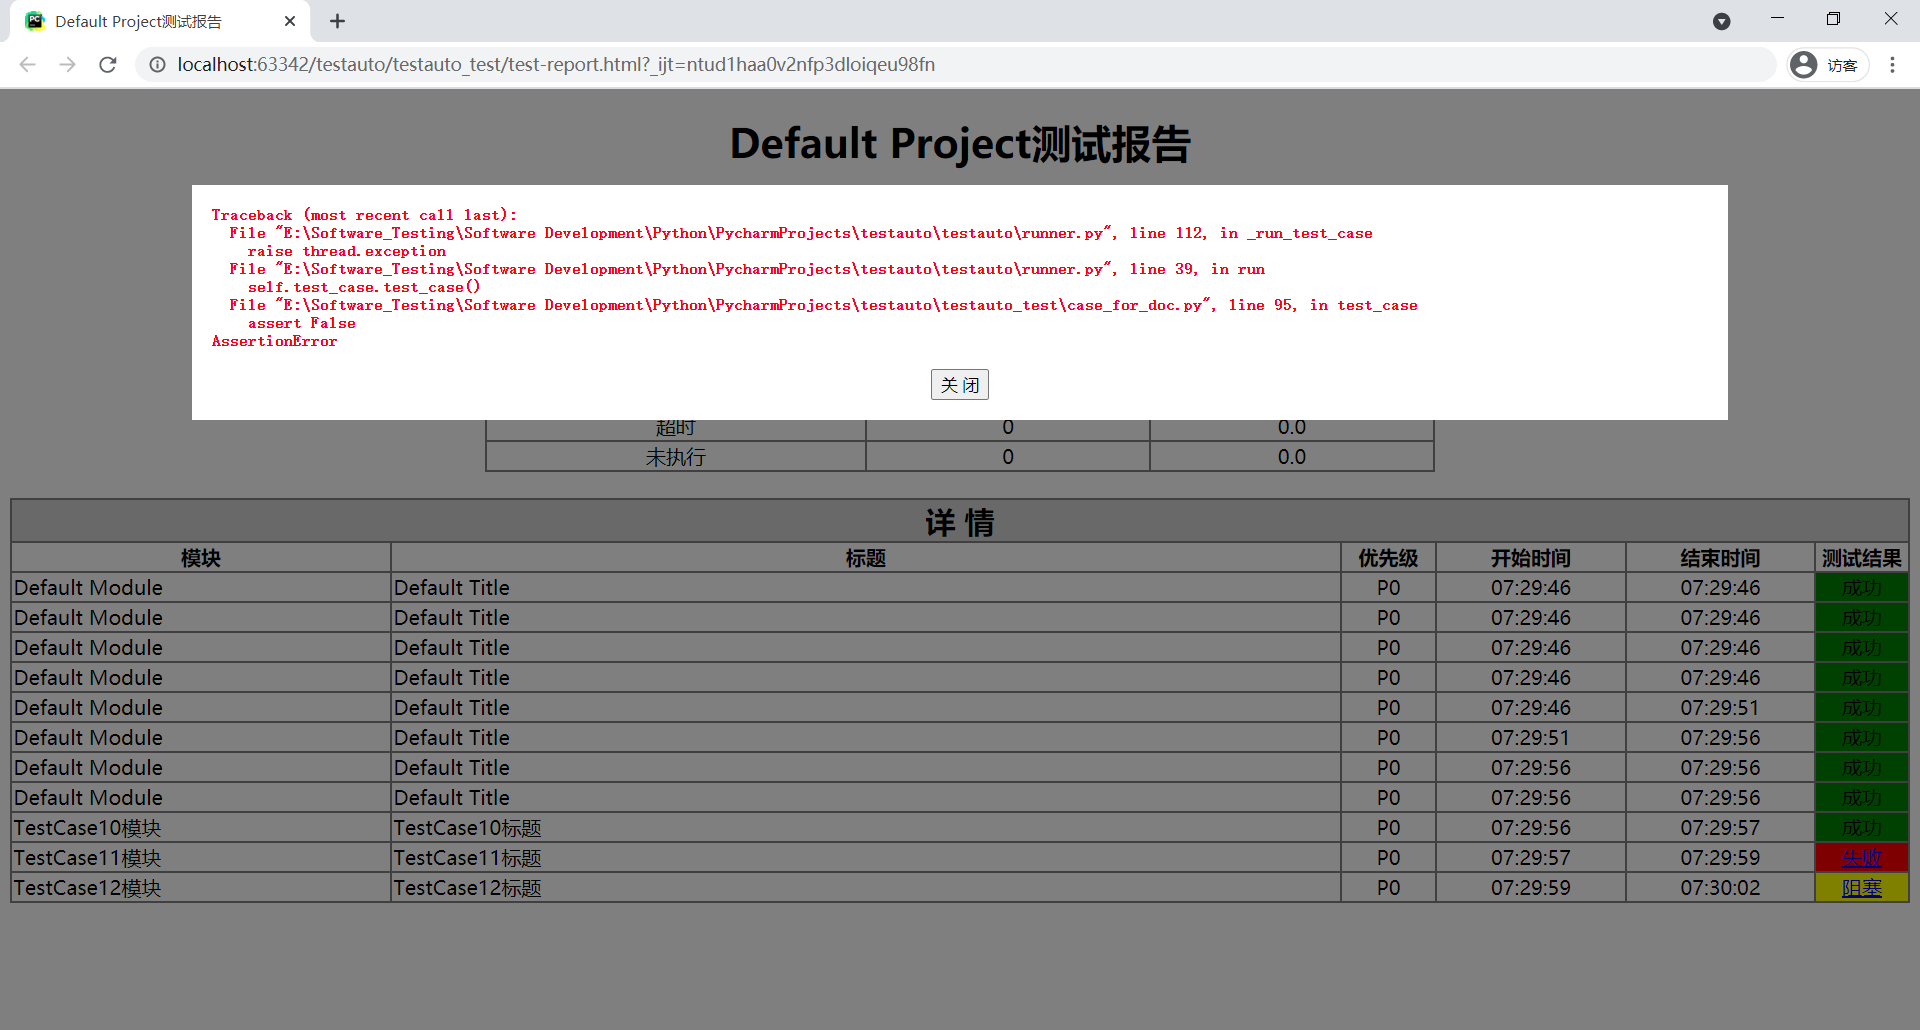 Default Project测试报告
localhost:63342/testauto/testauto_test/test-report.html?_ijt=ntud1haa0v2nfp3dloiqeu98fn
访客
Default Project测试报告
Traceback (most recent call last):
File "E:\Software_Testing\Software Development\Python\PycharmProjects\testauto\testauto\runner.py", line 112, in _run_test_case
raise thread.exception
File "E:\Software_Testing\Software Development\Python\PycharmProjects\testauto\testauto\runner.py", line 39, in run
self.test_case.test_case()
File "E:\Software_Testing\Software Development\Python\PycharmProjects\testauto\testauto_test\case_for_doc.py", line 95, in test_case
assert False
AssertionError
关 闭
超时 0 0.0
未执行 0 0.0
详 情
模块 标题 优先级 开始时间 结束时间 测试结果
Default Module Default Title P0 07:29:46 07:29:46 成功
Default Module Default Title P0 07:29:46 07:29:46 成功
Default Module Default Title P0 07:29:46 07:29:46 成功
Default Module Default Title P0 07:29:46 07:29:46 成功
Default Module Default Title P0 07:29:46 07:29:51 成功
Default Module Default Title P0 07:29:51 07:29:56 成功
Default Module Default Title P0 07:29:56 07:29:56 成功
Default Module Default Title P0 07:29:56 07:29:56 成功
TestCase10模块 TestCase10标题 P0 07:29:56 07:29:57 成功
TestCase11模块 TestCase11标题 P0 07:29:57 07:29:59 失败
TestCase12模块 TestCase12标题 P0 07:29:59 07:30:02 阻塞